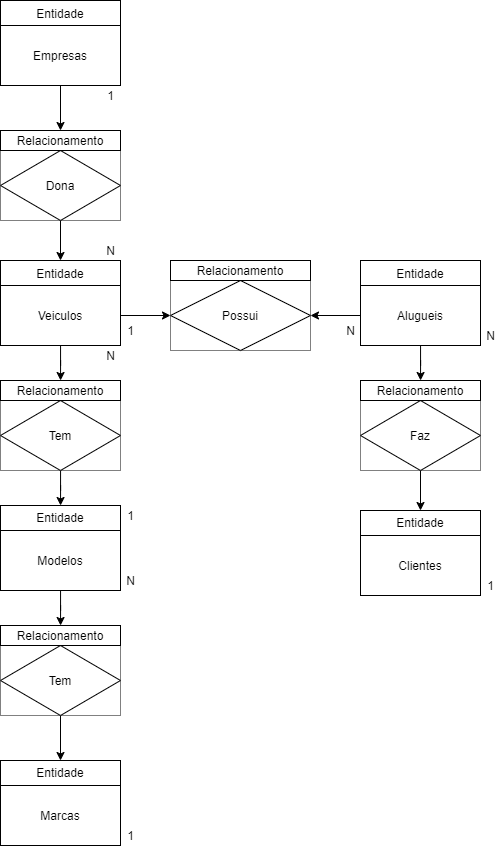 Entidade
Empresas
1
Relacionamento
Dona
N
Entidade
Veiculos
1
N
Relacionamento
Possui
Entidade
Alugueis
N
N
Relacionamento
Tem
Relacionamento
Faz
Entidade
1
Modelos
N
Entidade
Clientes
1
Relacionamento
Tem
Entidade
Marcas
1